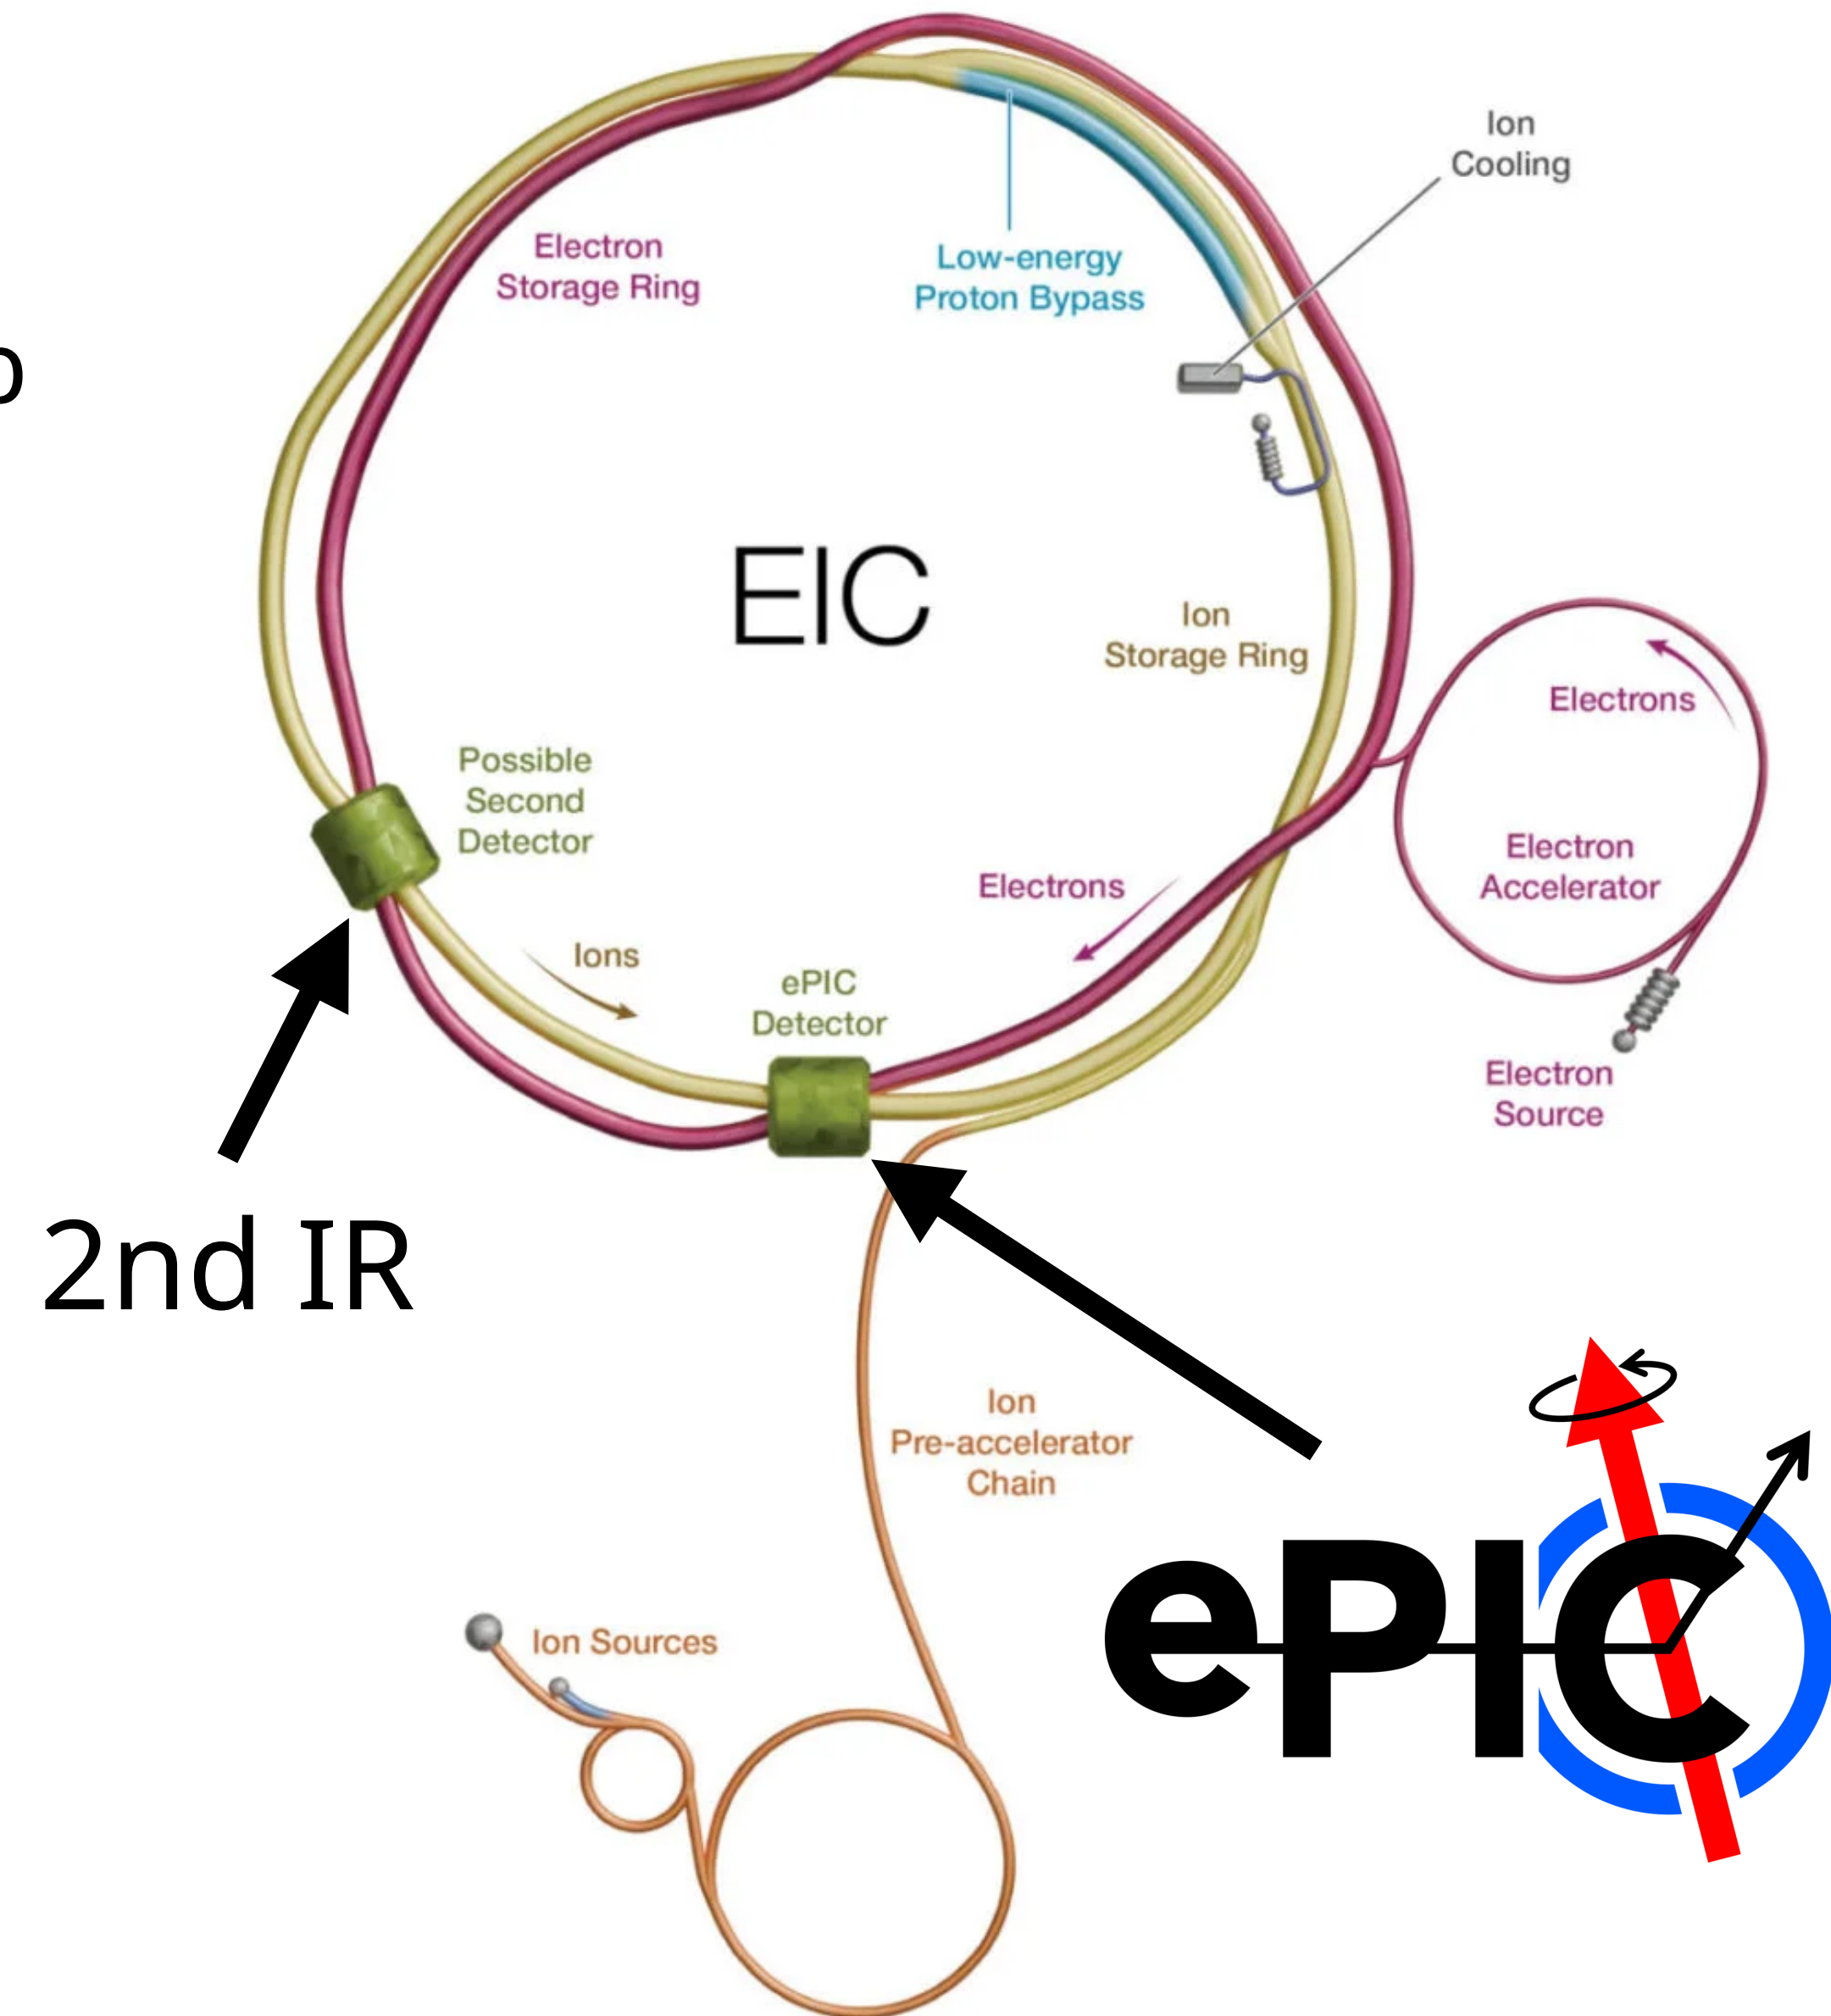 Ion
Cooling
Electron
Storage Ring
Low-energy
Proton Bypass
EIC
Ion
Storage Ring
Electrons
Possible
Second
Detector
Electron
Accelerator
Electrons
Ions
ePIC
Detector
Electron
Source
2nd IR
Ion
Pre-accelerator
Chain
ePIC
Ion Sources